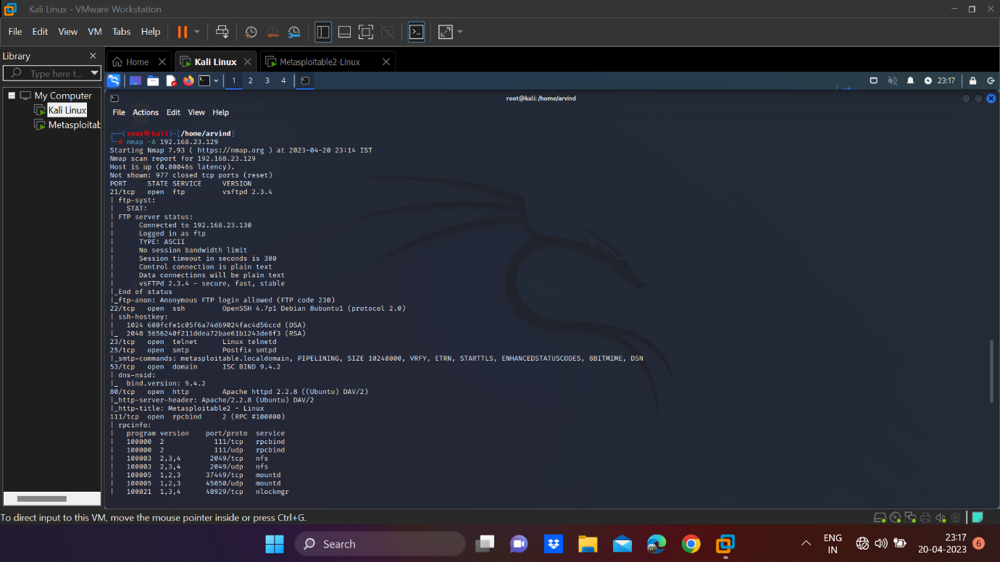 Kali Linux - VMware Workstation
File Edit View VM Tabs Help
Library
Type here t...
Home
Kali Linux
Metasploitable2-Linux
My Computer
Kali Linux
Metasploitab
1 2 3 4
23:17
root@kali: /home/arvind
File Actions Edit View Help
┌──(root㉿kali)-[/home/arvind]
└─# nmap -A 192.168.23.129
Starting Nmap 7.93 ( https://nmap.org ) at 2023-04-20 23:14 IST
Nmap scan report for 192.168.23.129
Host is up (0.00046s latency).
Not shown: 977 closed tcp ports (reset)
PORT     STATE SERVICE     VERSION
21/tcp   open  ftp         vsftpd 2.3.4
| ftp-syst:
|   STAT:
| FTP server status:
|      Connected to 192.168.23.130
|      Logged in as ftp
|      TYPE: ASCII
|      No session bandwidth limit
|      Session timeout in seconds is 300
|      Control connection is plain text
|      Data connections will be plain text
|      vsFTPd 2.3.4 - secure, fast, stable
|_End of status
|_ftp-anon: Anonymous FTP login allowed (FTP code 230)
22/tcp   open  ssh         OpenSSH 4.7p1 Debian 8ubuntu1 (protocol 2.0)
| ssh-hostkey:
|   1024 600fcfe1c05f6a74d69024fac4d56ccd (DSA)
|_  2048 5656240f211ddea72bae61b1243de8f3 (RSA)
23/tcp   open  telnet      Linux telnetd
25/tcp   open  smtp        Postfix smtpd
|_smtp-commands: metasploitable.localdomain, PIPELINING, SIZE 10240000, VRFY, ETRN, STARTTLS, ENHANCEDSTATUSCODES, 8BITMIME, DSN
53/tcp   open  domain      ISC BIND 9.4.2
| dns-nsid:
|_  bind.version: 9.4.2
80/tcp   open  http        Apache httpd 2.2.8 ((Ubuntu) DAV/2)
|_http-server-header: Apache/2.2.8 (Ubuntu) DAV/2
|_http-title: Metasploitable2 - Linux
111/tcp  open  rpcbind     2 (RPC #100000)
| rpcinfo:
|   program version    port/proto  service
|   100000  2            111/tcp   rpcbind
|   100000  2            111/udp   rpcbind
|   100003  2,3,4       2049/tcp   nfs
|   100003  2,3,4       2049/udp   nfs
|   100005  1,2,3      37449/tcp   mountd
|   100005  1,2,3      45050/udp   mountd
|   100021  1,3,4      48929/tcp   nlockmgr
To direct input to this VM, move the mouse pointer inside or press Ctrl+G.
Search
ENG
IN
23:17
20-04-2023
6